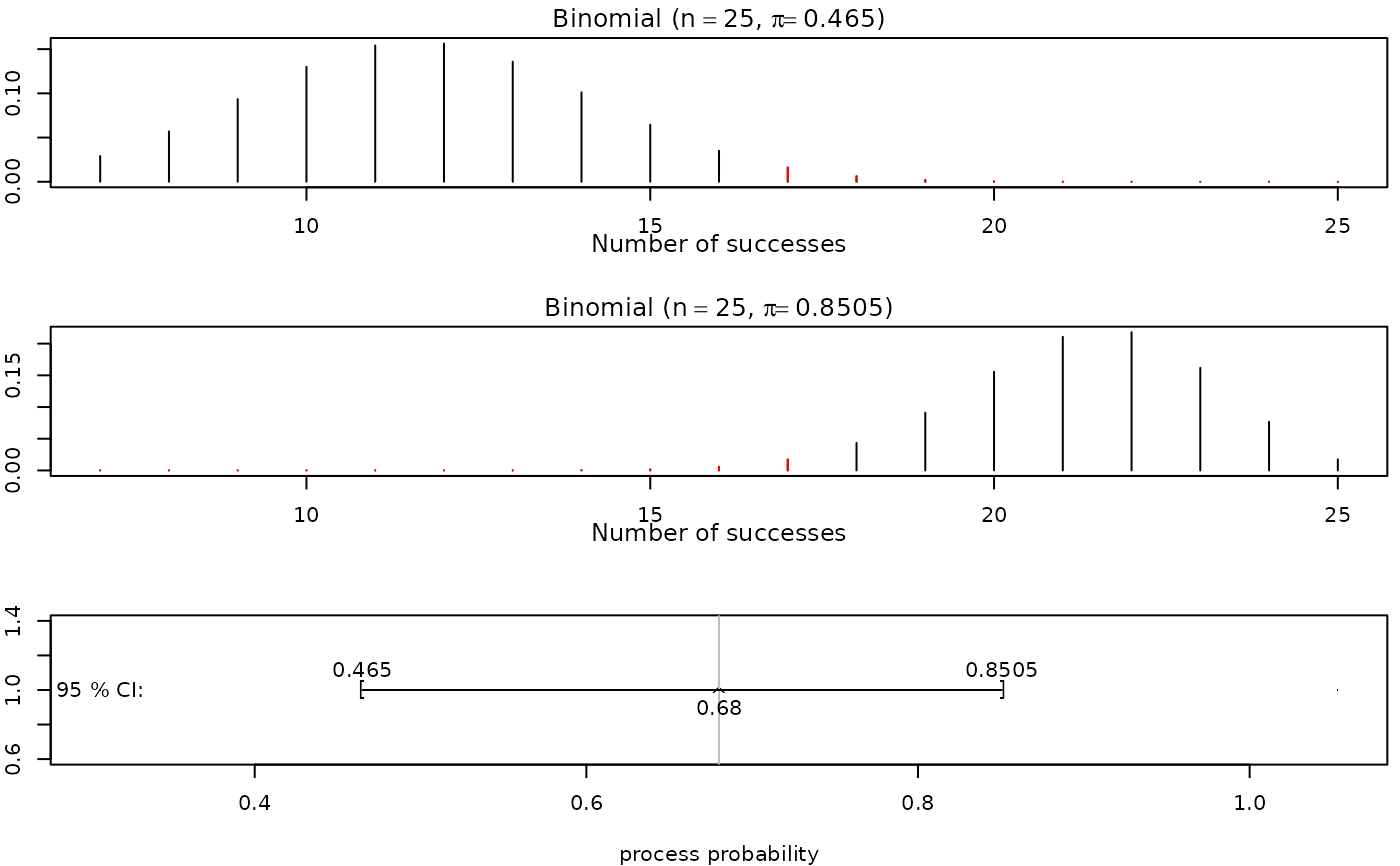 Binomial (n = 25, π= 0.465)
0.10
0.00
10 15 20 25
Number of successes
Binomial (n = 25, π= 0.8505)
0.15
0.00
10 15 20 25
Number of successes
1.4
1.0
0.6
0.465 0.8505
95 % CI:
0.68
0.4 0.6 0.8 1.0
process probability